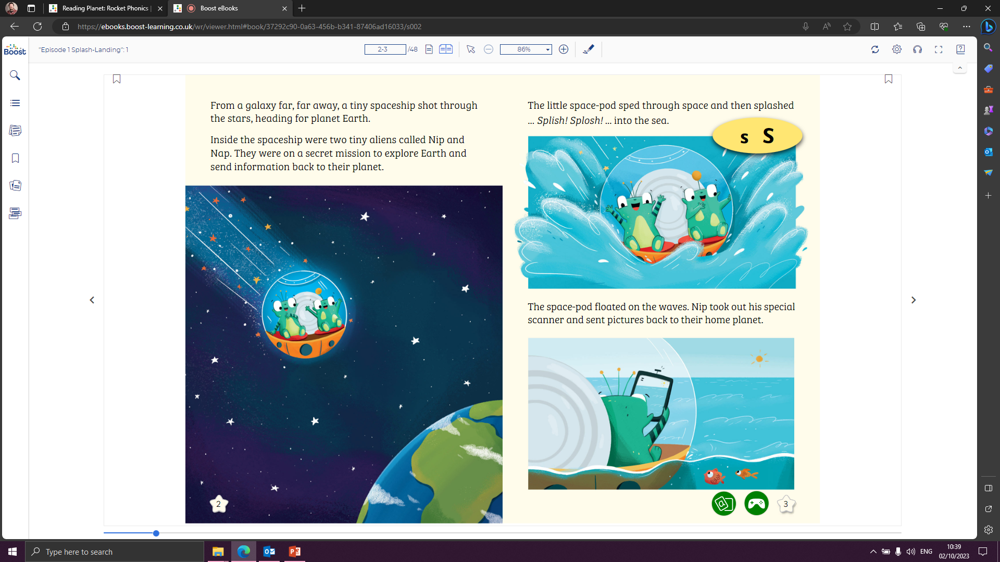 Reading Planet: Rocket Phonics |
Boost eBooks
https://ebooks.boost-learning.co.uk/wr/viewer.html#book/37292c90-0a63-456b-b341-87406ad16033/s002
Boost
"Episode 1 Splash-Landing": 1
2-3 /48
86%
From a galaxy far, far away, a tiny spaceship shot through
the stars, heading for planet Earth.
Inside the spaceship were two tiny aliens called Nip and
Nap. They were on a secret mission to explore Earth and
send information back to their planet.
2
The little space-pod sped through space and then splashed
... Splish! Splosh! ... into the sea.
s S
The space-pod floated on the waves. Nip took out his special
scanner and sent pictures back to their home planet.
3
Type here to search
ENG
10:39
02/10/2023